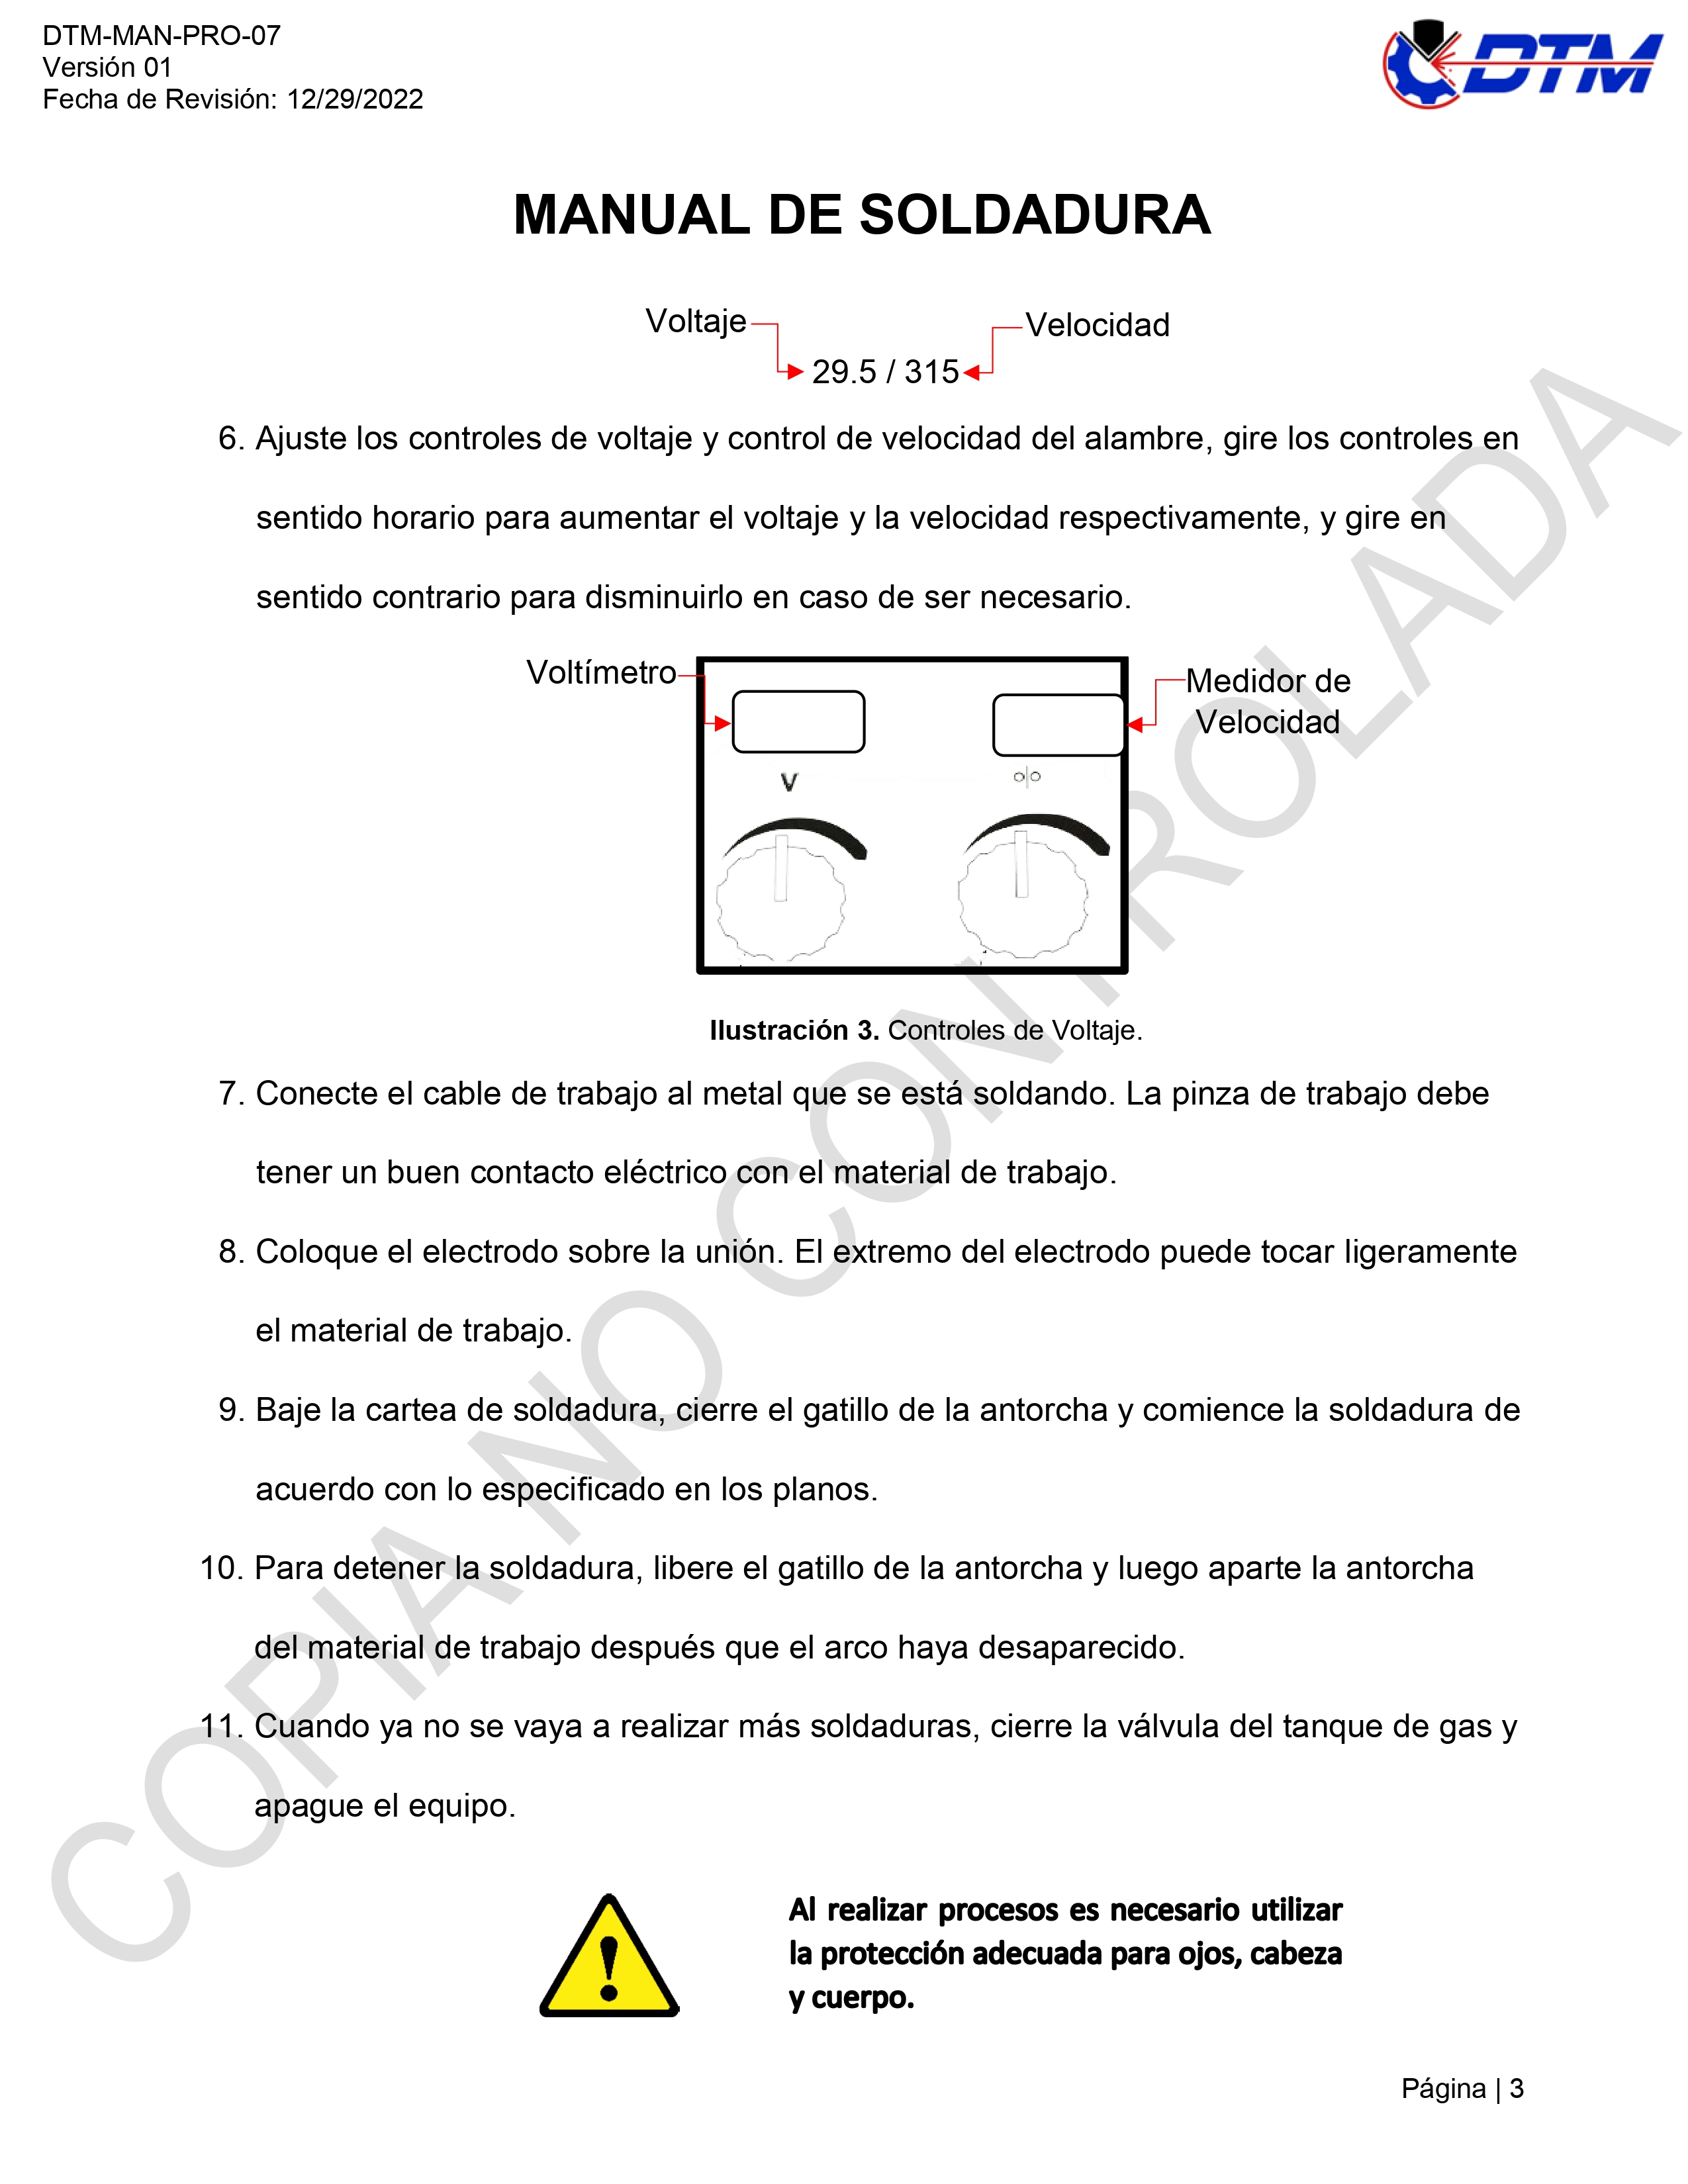 DTM-MAN-PRO-07
Versión 01
Fecha de Revisión: 12/29/2022
DTM
MANUAL DE SOLDADURA
Voltaje
Velocidad
29.5 / 315
6. Ajuste los controles de voltaje y control de velocidad del alambre, gire los controles en
sentido horario para aumentar el voltaje y la velocidad respectivamente, y gire en
sentido contrario para disminuirlo en caso de ser necesario.
Voltímetro
Medidor de
Velocidad
V
o|o
Ilustración 3. Controles de Voltaje.
7. Conecte el cable de trabajo al metal que se está soldando. La pinza de trabajo debe
tener un buen contacto eléctrico con el material de trabajo.
8. Coloque el electrodo sobre la unión. El extremo del electrodo puede tocar ligeramente
el material de trabajo.
9. Baje la cartea de soldadura, cierre el gatillo de la antorcha y comience la soldadura de
acuerdo con lo especificado en los planos.
10. Para detener la soldadura, libere el gatillo de la antorcha y luego aparte la antorcha
del material de trabajo después que el arco haya desaparecido.
11. Cuando ya no se vaya a realizar más soldaduras, cierre la válvula del tanque de gas y
apague el equipo.
Al realizar procesos es necesario utilizar
la protección adecuada para ojos, cabeza
y cuerpo.
Página | 3
COPIA NO CONTROLADA